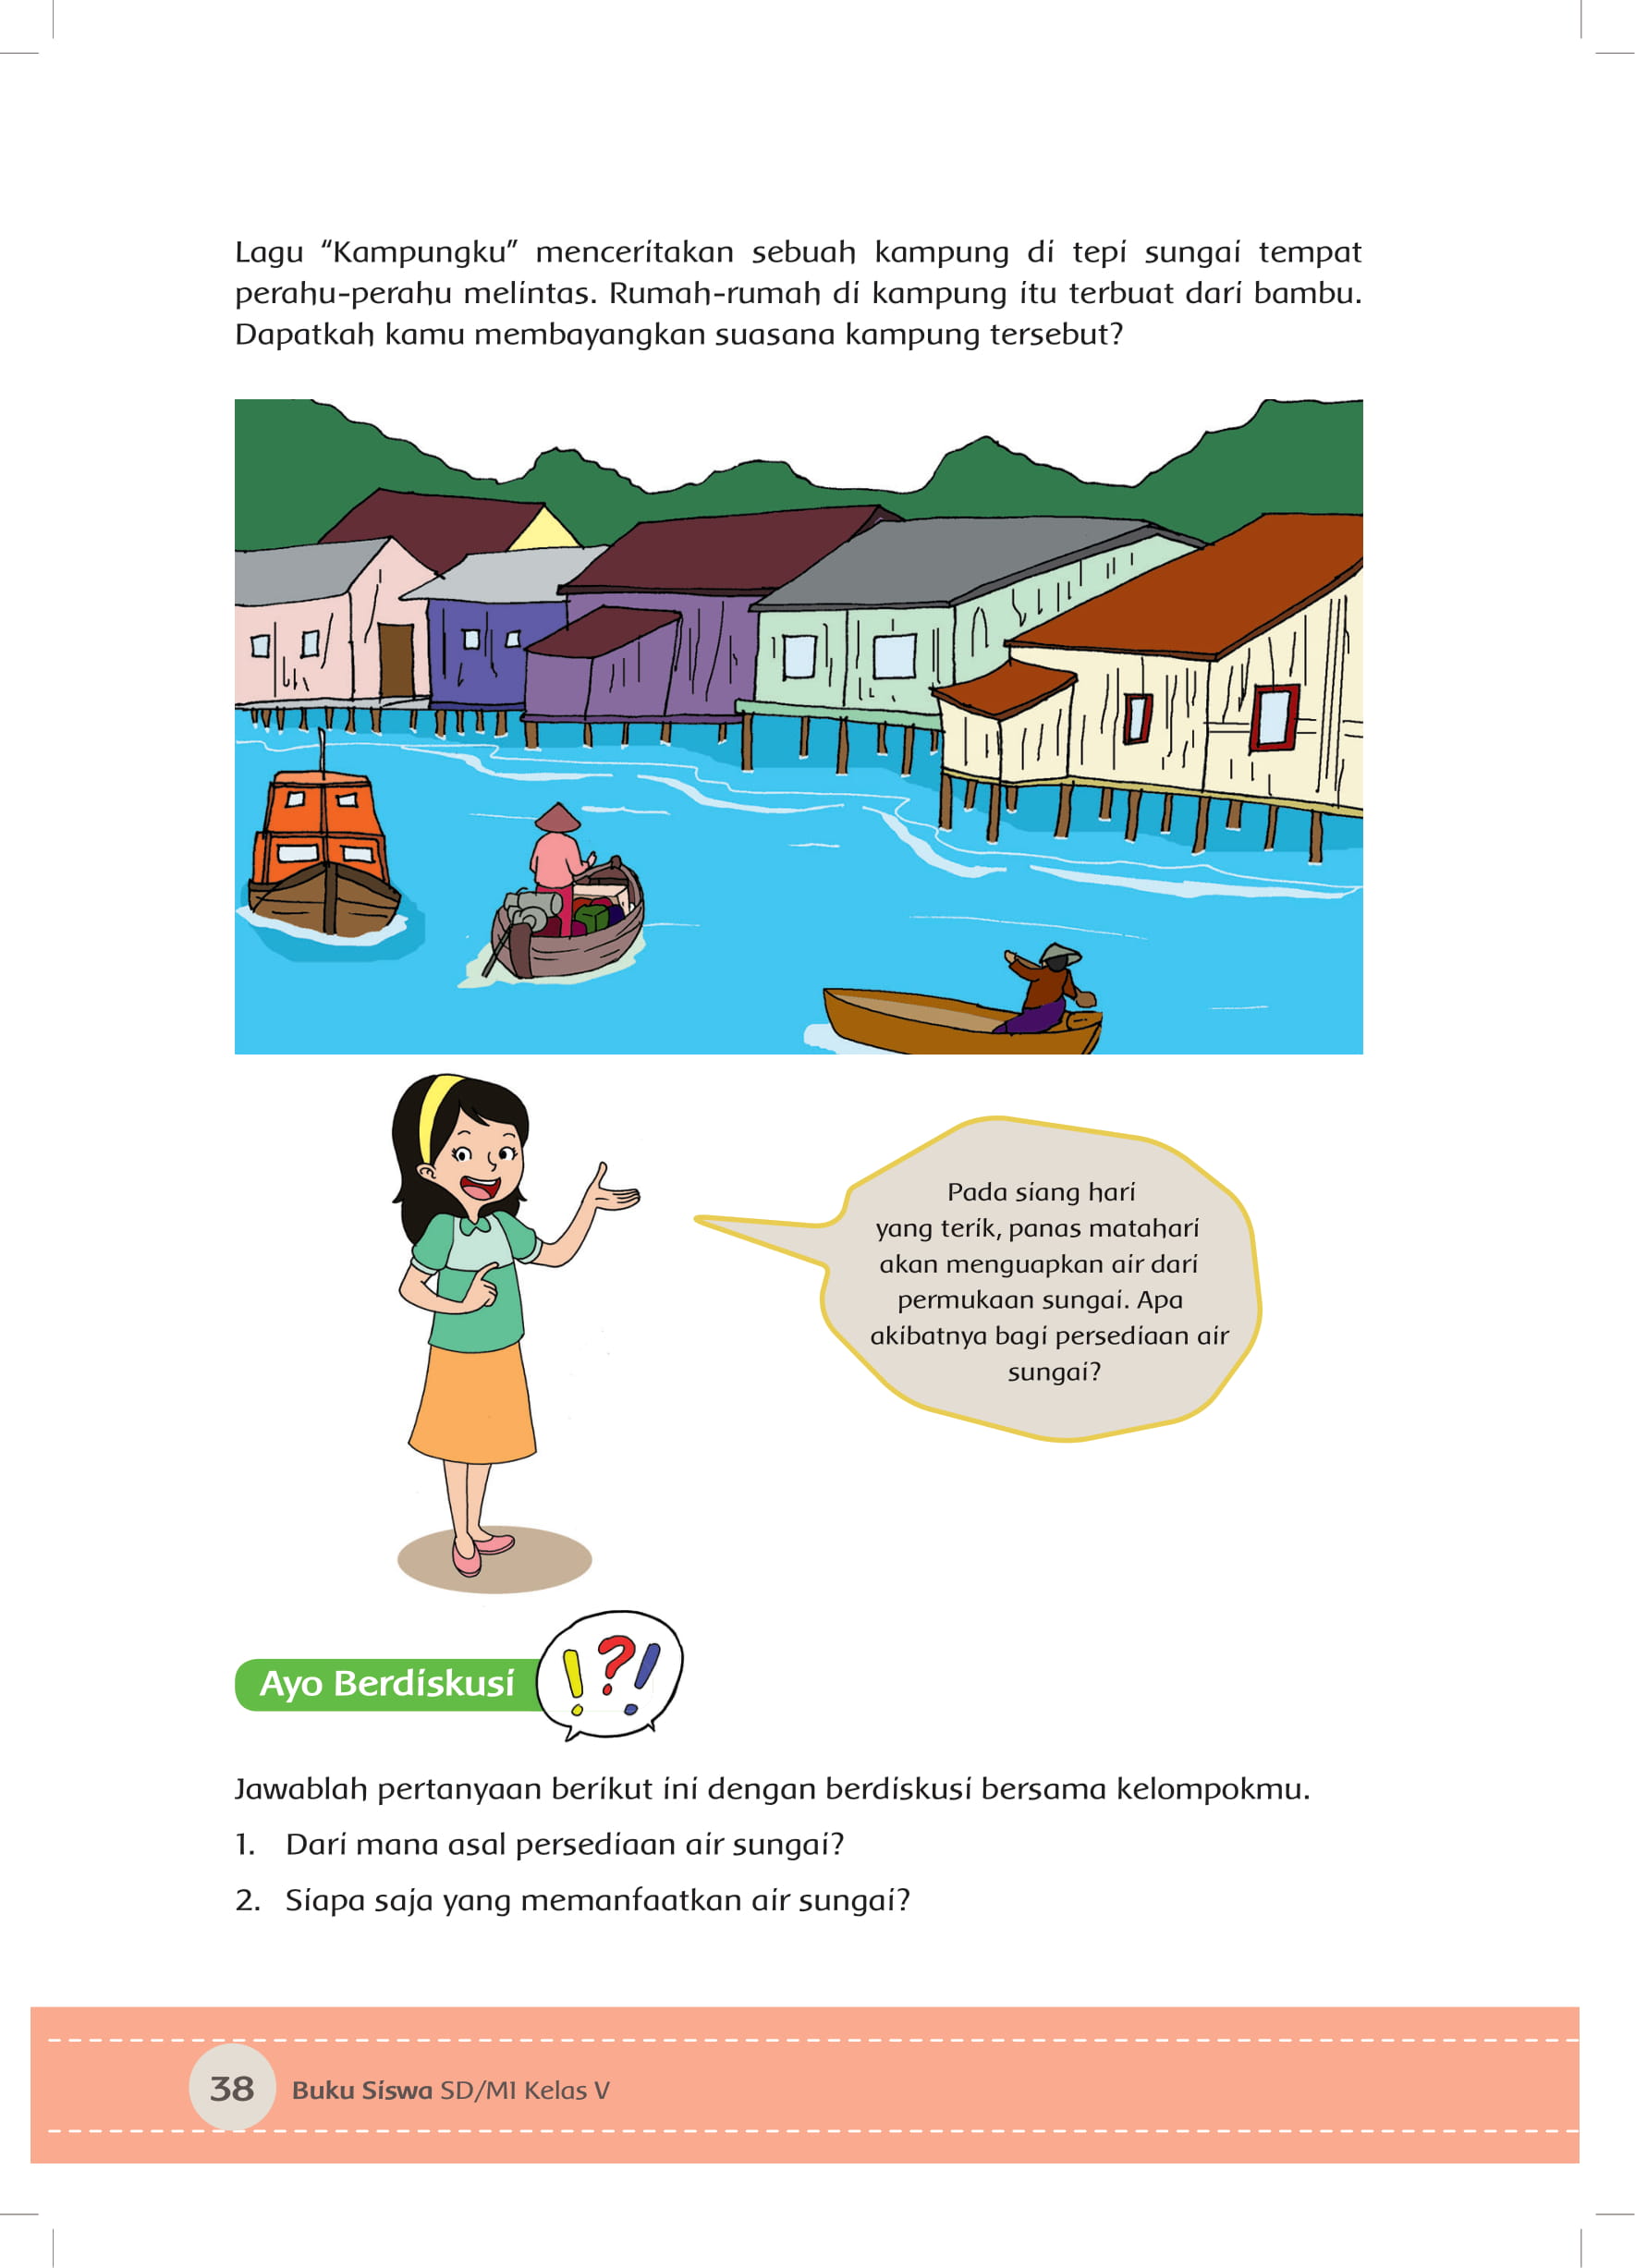 Lagu “Kampungku” menceritakan sebuah kampung di tepi sungai tempat
perahu-perahu melintas. Rumah-rumah di kampung itu terbuat dari bambu.
Dapatkah kamu membayangkan suasana kampung tersebut?
Pada siang hari
yang terik, panas matahari
akan menguapkan air dari
permukaan sungai. Apa
akibatnya bagi persediaan air
sungai?
Ayo Berdiskusi
!?!
Jawablah pertanyaan berikut ini dengan berdiskusi bersama kelompokmu.
1. Dari mana asal persediaan air sungai?
2. Siapa saja yang memanfaatkan air sungai?
38 Buku Siswa SD/MI Kelas V